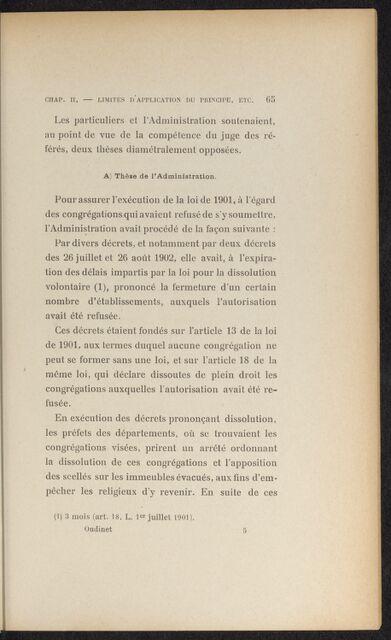 CHAP. II, — LIMITES D'APPLICATION DU PRINCIPE, ETC. 65
Les particuliers et l'Administration soutenaient,
au point de vue de la compétence du juge des ré-
férés, deux thèses diamétralement opposées.
A) Thèse de l'Administration.
Pour assurer l'exécution de la loi de 1901, à l'égard
des congrégations qui avaient refusé de s'y soumettre,
l'Administration avait procédé de la façon suivante :
Par divers décrets, et notamment par deux décrets
des 26 juillet et 26 août 1902, elle avait, à l'expira-
tion des délais impartis par la loi pour la dissolution
volontaire (1), prononcé la fermeture d'un certain
nombre d'établissements, auxquels l'autorisation
avait été refusée.
Ces décrets étaient fondés sur l'article 13 de la loi
de 1901, aux termes duquel aucune congrégation ne
peut se former sans une loi, et sur l'article 18 de la
même loi, qui déclare dissoutes de plein droit les
congrégations auxquelles l'autorisation avait été re-
fusée.
En exécution des décrets prononçant dissolution,
les préfets des départements, où se trouvaient les
congrégations visées, prirent un arrêté ordonnant
la dissolution de ces congrégations et l'apposition
des scellés sur les immeubles évacués, aux fins d'em-
pêcher les religieux d'y revenir. En suite de ces
(1) 3 mois (art. 18, L. 1er juillet 1901).
Oudinet 5